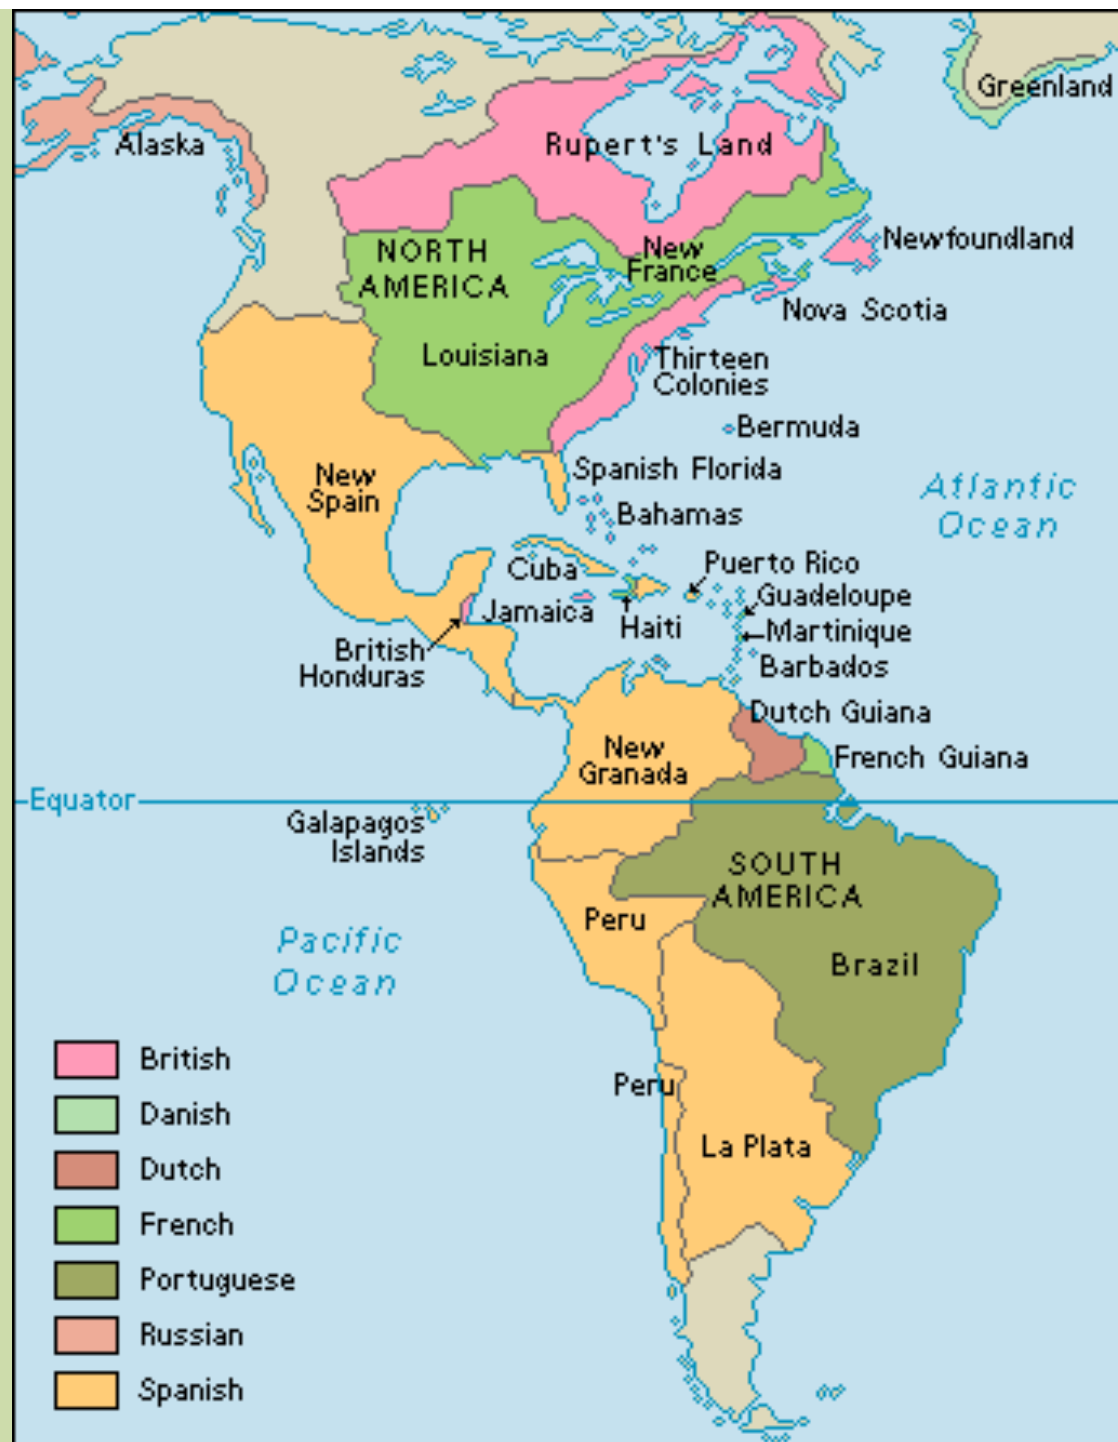 Greenland
Alaska
Rupert's Land
NORTH
AMERICA
New
France
Newfoundland
Nova Scotia
Louisiana
Thirteen
Colonies
Bermuda
New
Spain
Spanish Florida
Atlantic
Ocean
Bahamas
Cuba
Puerto Rico
Jamaica
Haiti
Guadeloupe
Martinique
British
Honduras
Barbados
Dutch Guiana
New
Granada
French Guiana
Equator
Galapagos
Islands
SOUTH
AMERICA
Peru
Pacific
Ocean
Brazil
Peru
La Plata
British
Danish
Dutch
French
Portuguese
Russian
Spanish